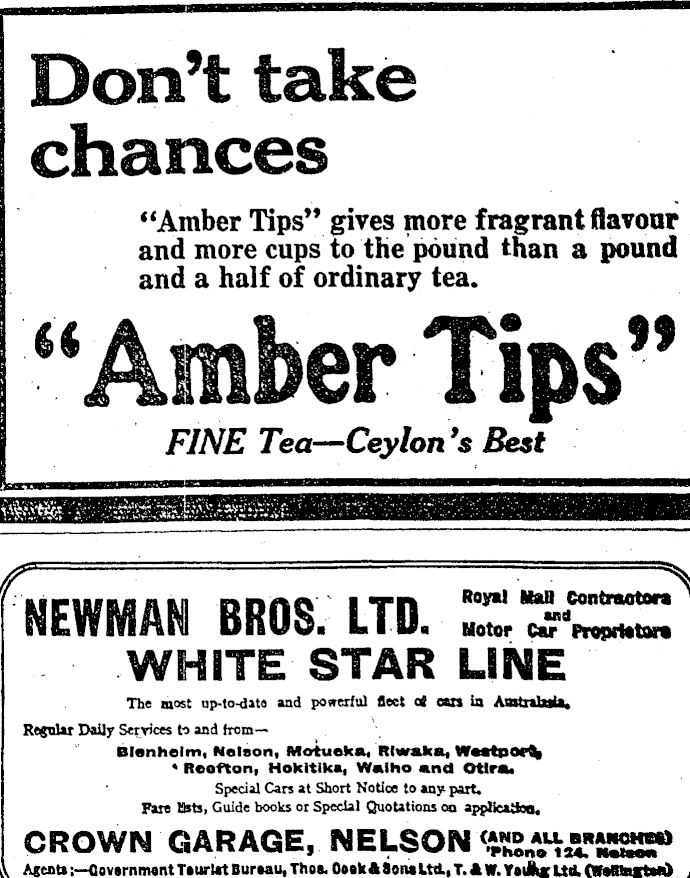 Don't take
chances
"Amber Tips" gives more fragrant flavour
and more cups to the pound than a pound
and a half of ordinary tea.
"Amber Tips"
FINE Tea—Ceylon's Best
NEWMAN BROS. LTD.
Royal Mail Contractors
and
Motor Car Proprietors
WHITE STAR LINE
The most up-to-date and powerful fleet of cars in Australasia.
Regular Daily Services to and from—
Blenheim, Nelson, Motueka, Riwaka, Westport,
Reefton, Hokitika, Waiho and Otira.
Special Cars at Short Notice to any part.
Fare lists, Guide books or Special Quotations on application.
CROWN GARAGE, NELSON (AND ALL BRANCHES)
'Phone 124. Nelson
Agents:—Government Tourist Bureau, Thos. Cook & Sons Ltd., T. & W. Young Ltd. (Wellington)